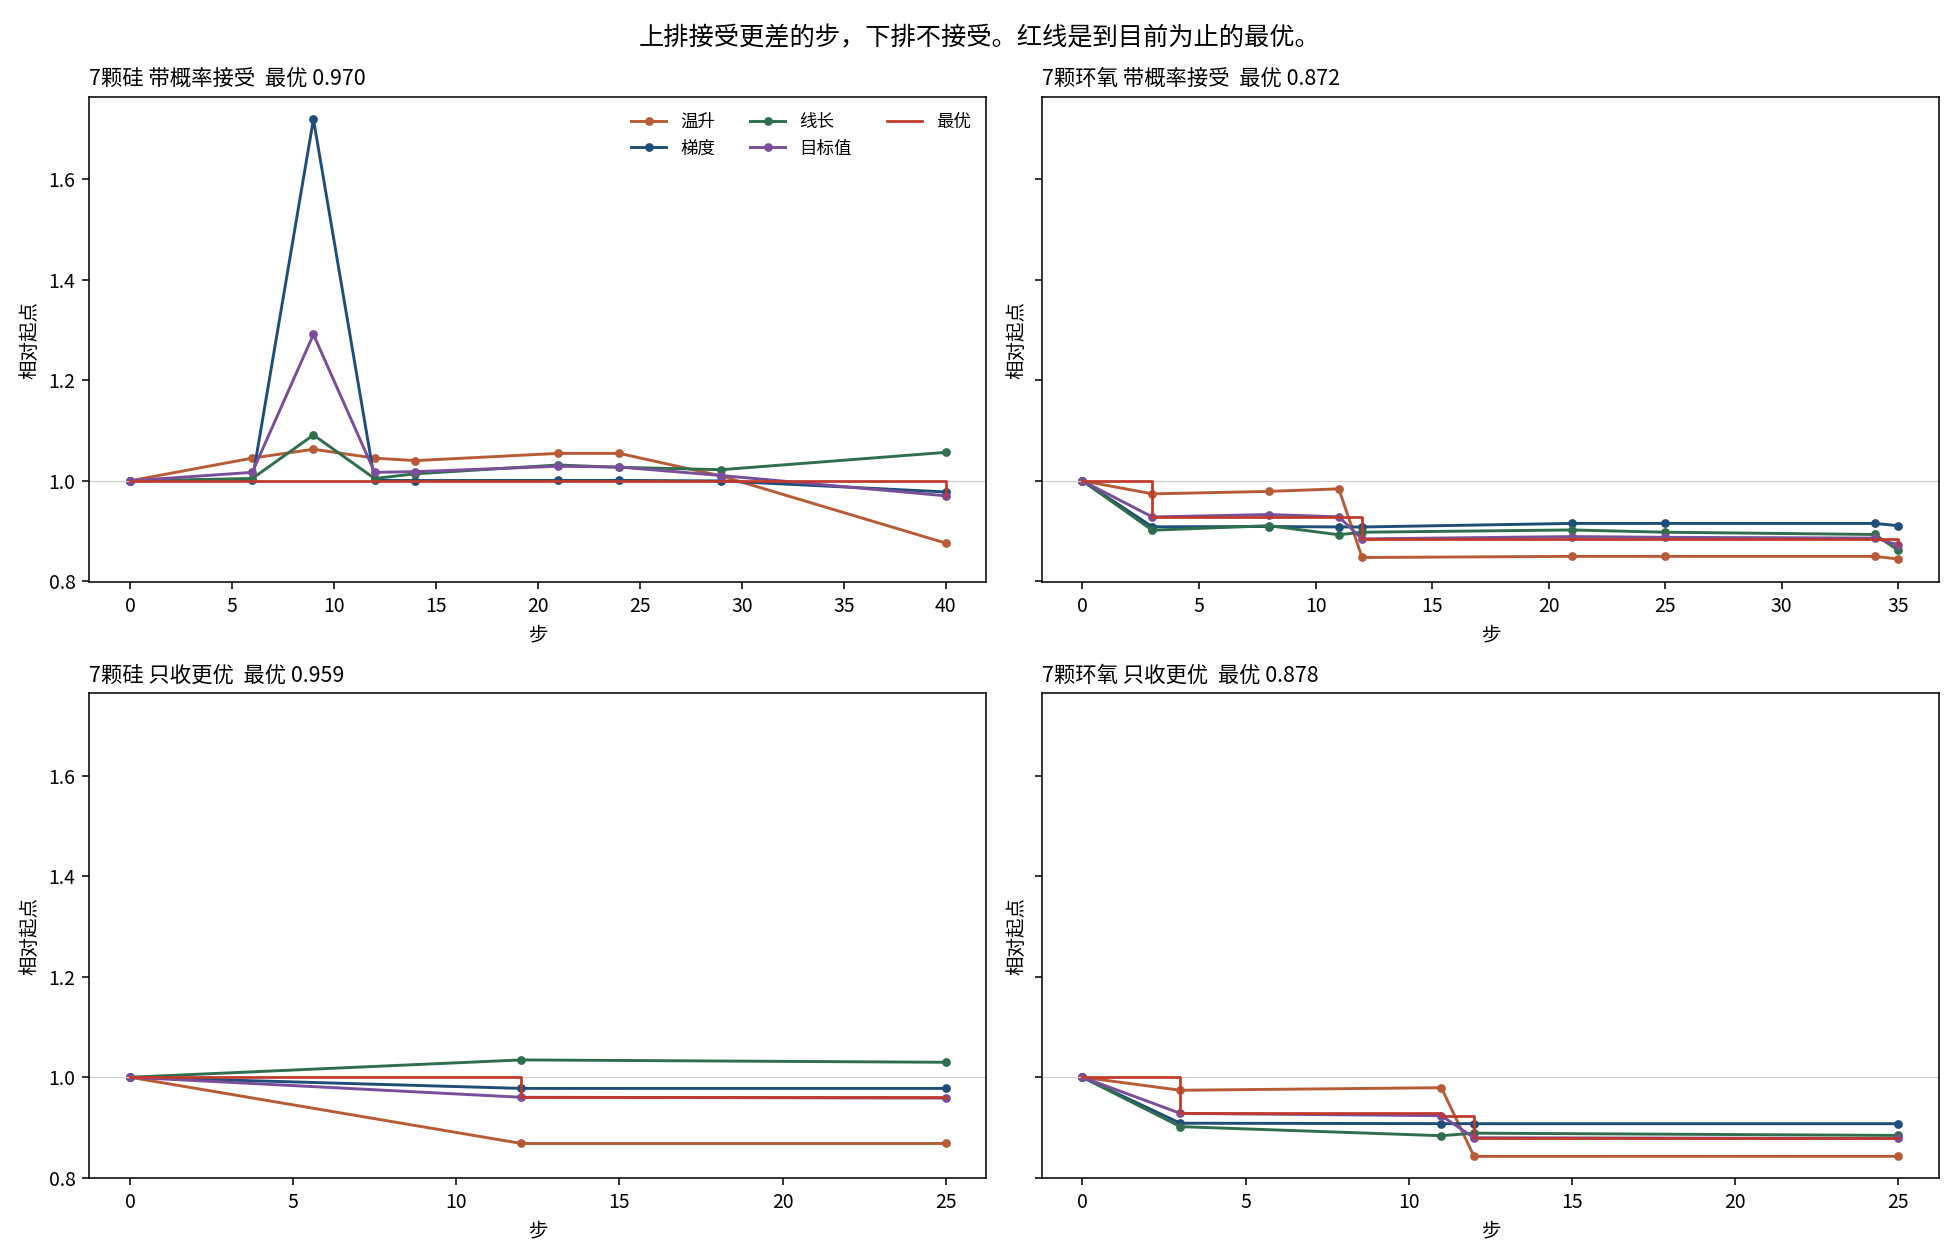 上排接受更差的步，下排不接受。红线是到目前为止的最优。
7颗硅 带概率接受 最优 0.970
相对起点
1.6
1.4
1.2
1.0
0.8
温升
梯度
线长
目标值
最优
0 5 10 15 20 25 30 35 40
步
7颗环氧 带概率接受 最优 0.872
相对起点
0 5 10 15 20 25 30 35
步
7颗硅 只收更优 最优 0.959
相对起点
1.6
1.4
1.2
1.0
0.8
0 5 10 15 20 25
步
7颗环氧 只收更优 最优 0.878
相对起点
0 5 10 15 20 25
步